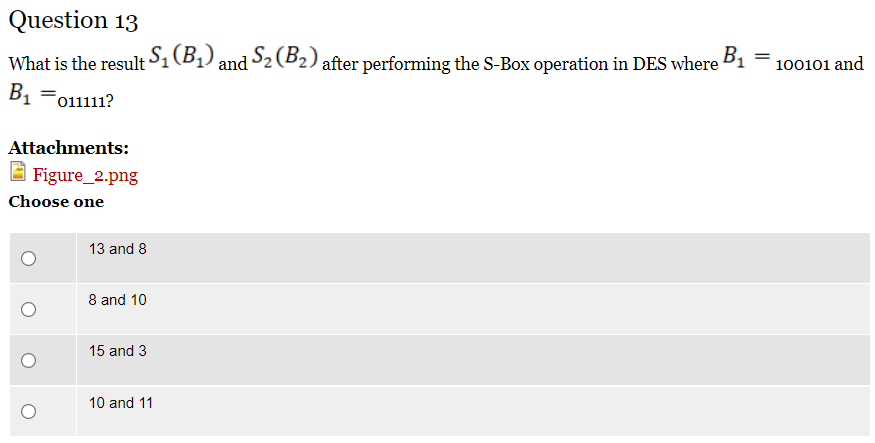 Question 13
What is the result S₁(B₁) and S₂(B₂) after performing the S-Box operation in DES where B₁ = 100101 and
B₁ =011111?
Attachments:
Figure_2.png
Choose one
13 and 8
8 and 10
15 and 3
10 and 11